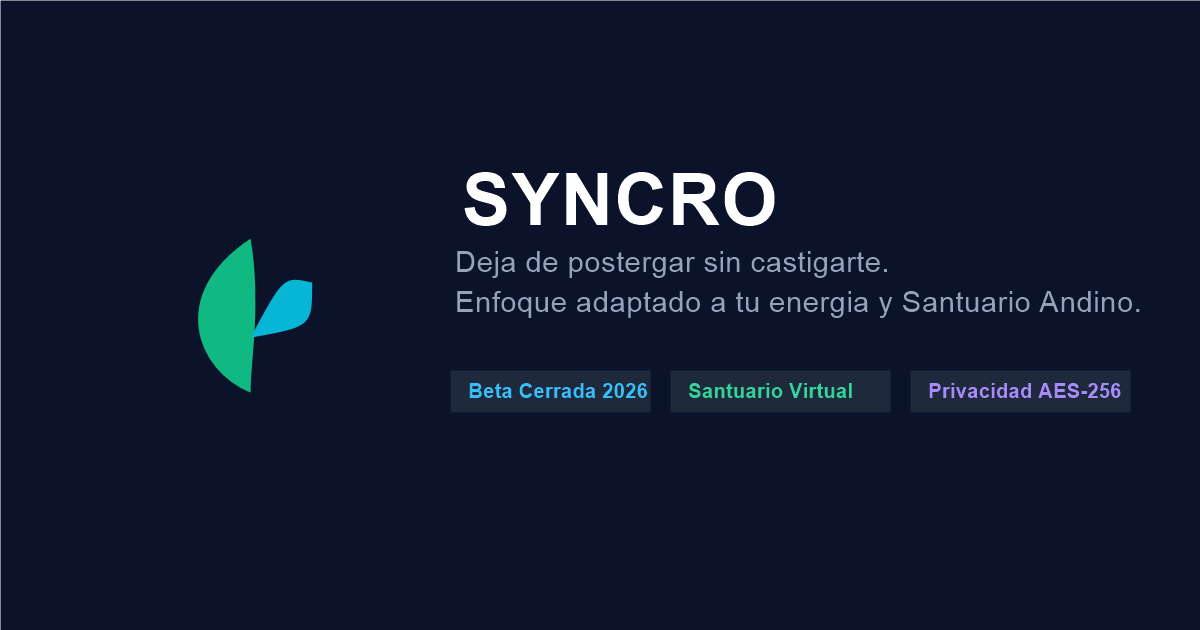 SYNCRO
Deja de postergar sin castigarte.
Enfoque adaptado a tu energia y Santuario Andino.
Beta Cerrada 2026
Santuario Virtual
Privacidad AES-256